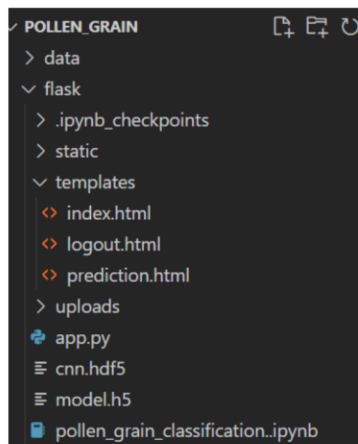 POLLEN_GRAIN
data
flask
.ipynb_checkpoints
static
templates
index.html
logout.html
prediction.html
uploads
app.py
cnn.hdf5
model.h5
pollen_grain_classification..ipynb